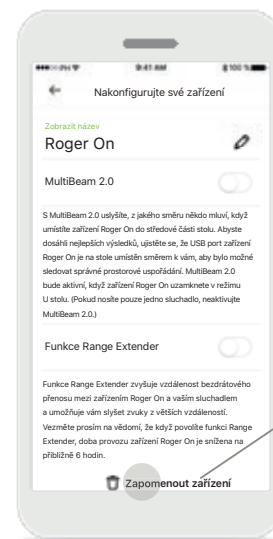 9:41 AM
100 %
Nakonfigurujte své zařízení
Zobrazit název
Roger On
MultiBeam 2.0
S MultiBeam 2.0 uslyšíte, z jakého směru někdo mluví, když
umístíte zařízení Roger On do středové části stolu. Abyste
dosáhli nejlepších výsledků, ujistěte se, že USB port zařízení
Roger On je na stole umístěn směrem k vám, aby bylo možné
sledovat správné prostorové uspořádání. MultiBeam 2.0
bude aktivní, když zařízení Roger On uzamknete v režimu
U stolu. (Pokud nosíte pouze jedno sluchadlo, neaktivujte
MultiBeam 2.0.)
Funkce Range Extender
Funkce Range Extender zvyšuje vzdálenost bezdrátového
přenosu mezi zařízením Roger On a vaším sluchadlem
a umožňuje vám slyšet zvuky z větších vzdáleností.
Vezměte prosím na vědomí, že když povolíte funkci Range
Extender, doba provozu zařízení Roger On je snížena na
přibližně 6 hodin.
Zapomenout zařízení